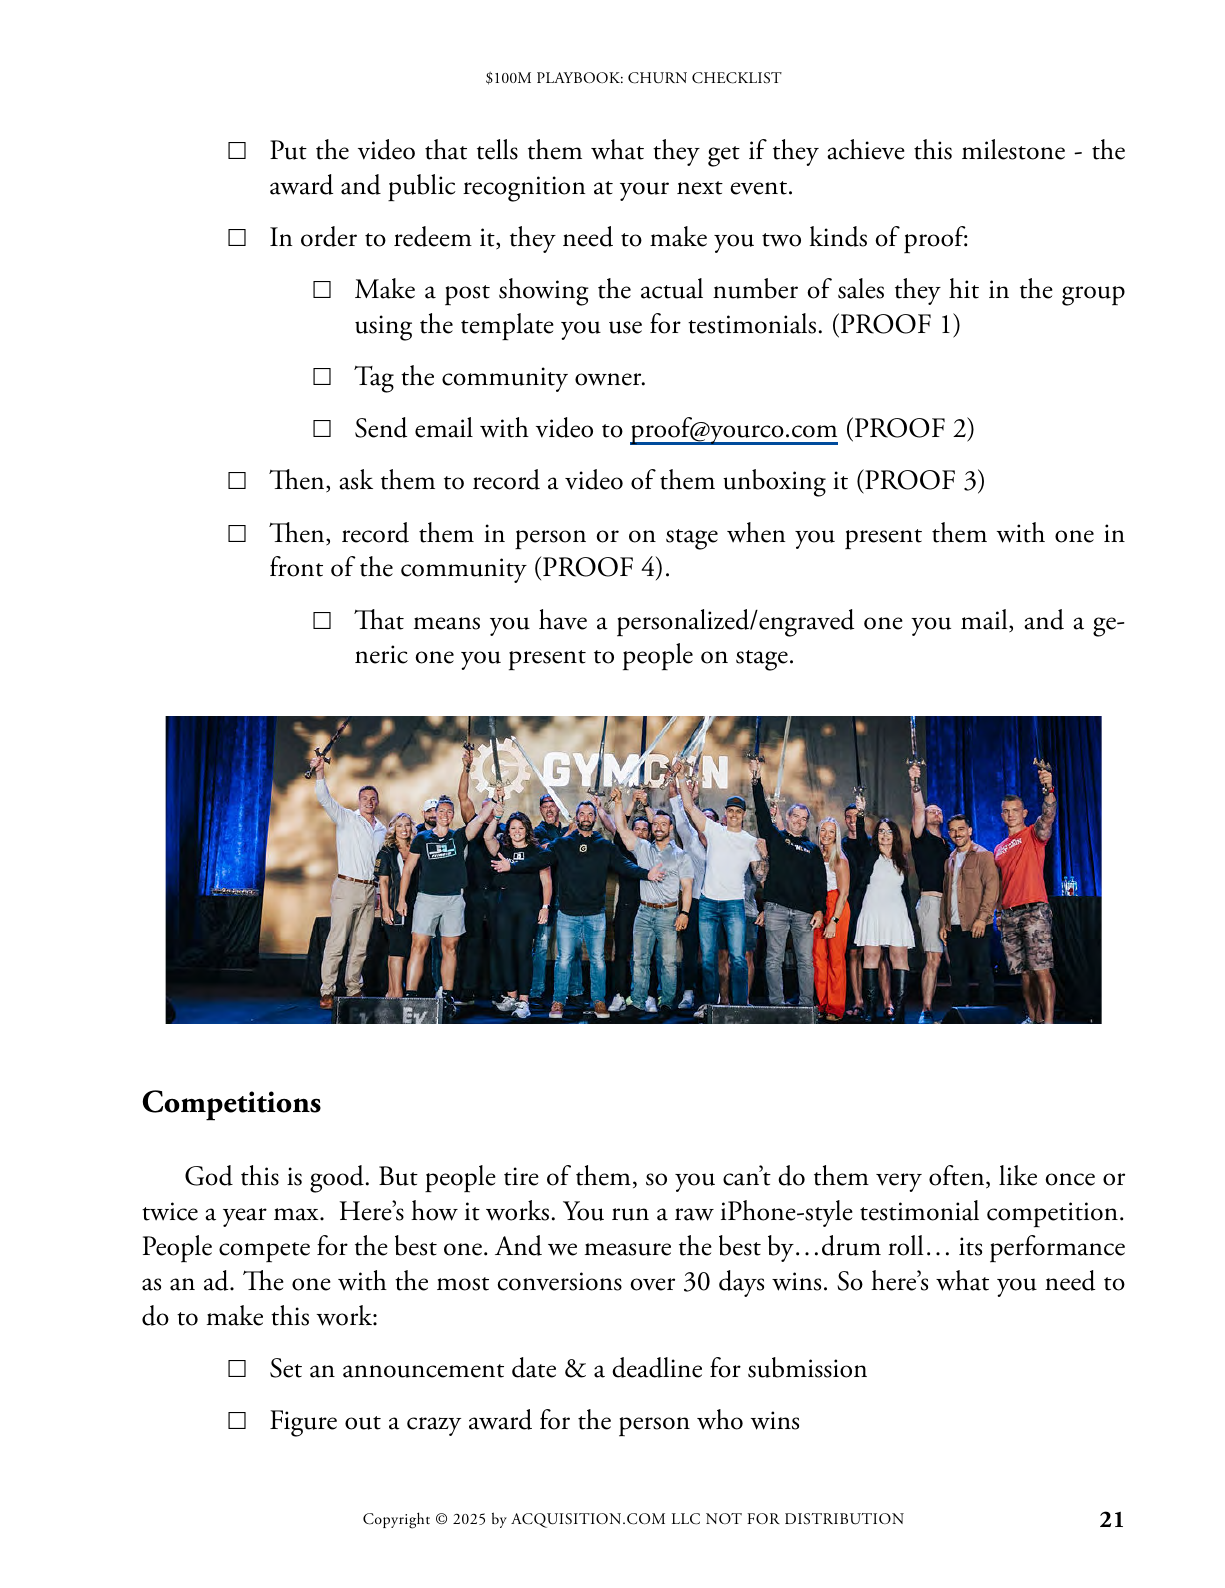 $100M PLAYBOOK: CHURN CHECKLIST
☐ Put the video that tells them what they get if they achieve this milestone - the
award and public recognition at your next event.
☐ In order to redeem it, they need to make you two kinds of proof:
☐ Make a post showing the actual number of sales they hit in the group
using the template you use for testimonials. (PROOF 1)
☐ Tag the community owner.
☐ Send email with video to proof@yourco.com (PROOF 2)
☐ Then, ask them to record a video of them unboxing it (PROOF 3)
☐ Then, record them in person or on stage when you present them with one in
front of the community (PROOF 4).
☐ That means you have a personalized/engraved one you mail, and a ge-
neric one you present to people on stage.
GYMCON
EV
Competitions
God this is good. But people tire of them, so you can’t do them very often, like once or
twice a year max.  Here’s how it works. You run a raw iPhone-style testimonial competition.
People compete for the best one. And we measure the best by…drum roll… its performance
as an ad. The one with the most conversions over 30 days wins. So here’s what you need to
do to make this work:
☐ Set an announcement date & a deadline for submission
☐ Figure out a crazy award for the person who wins
Copyright © 2025 by ACQUISITION.COM LLC NOT FOR DISTRIBUTION
21